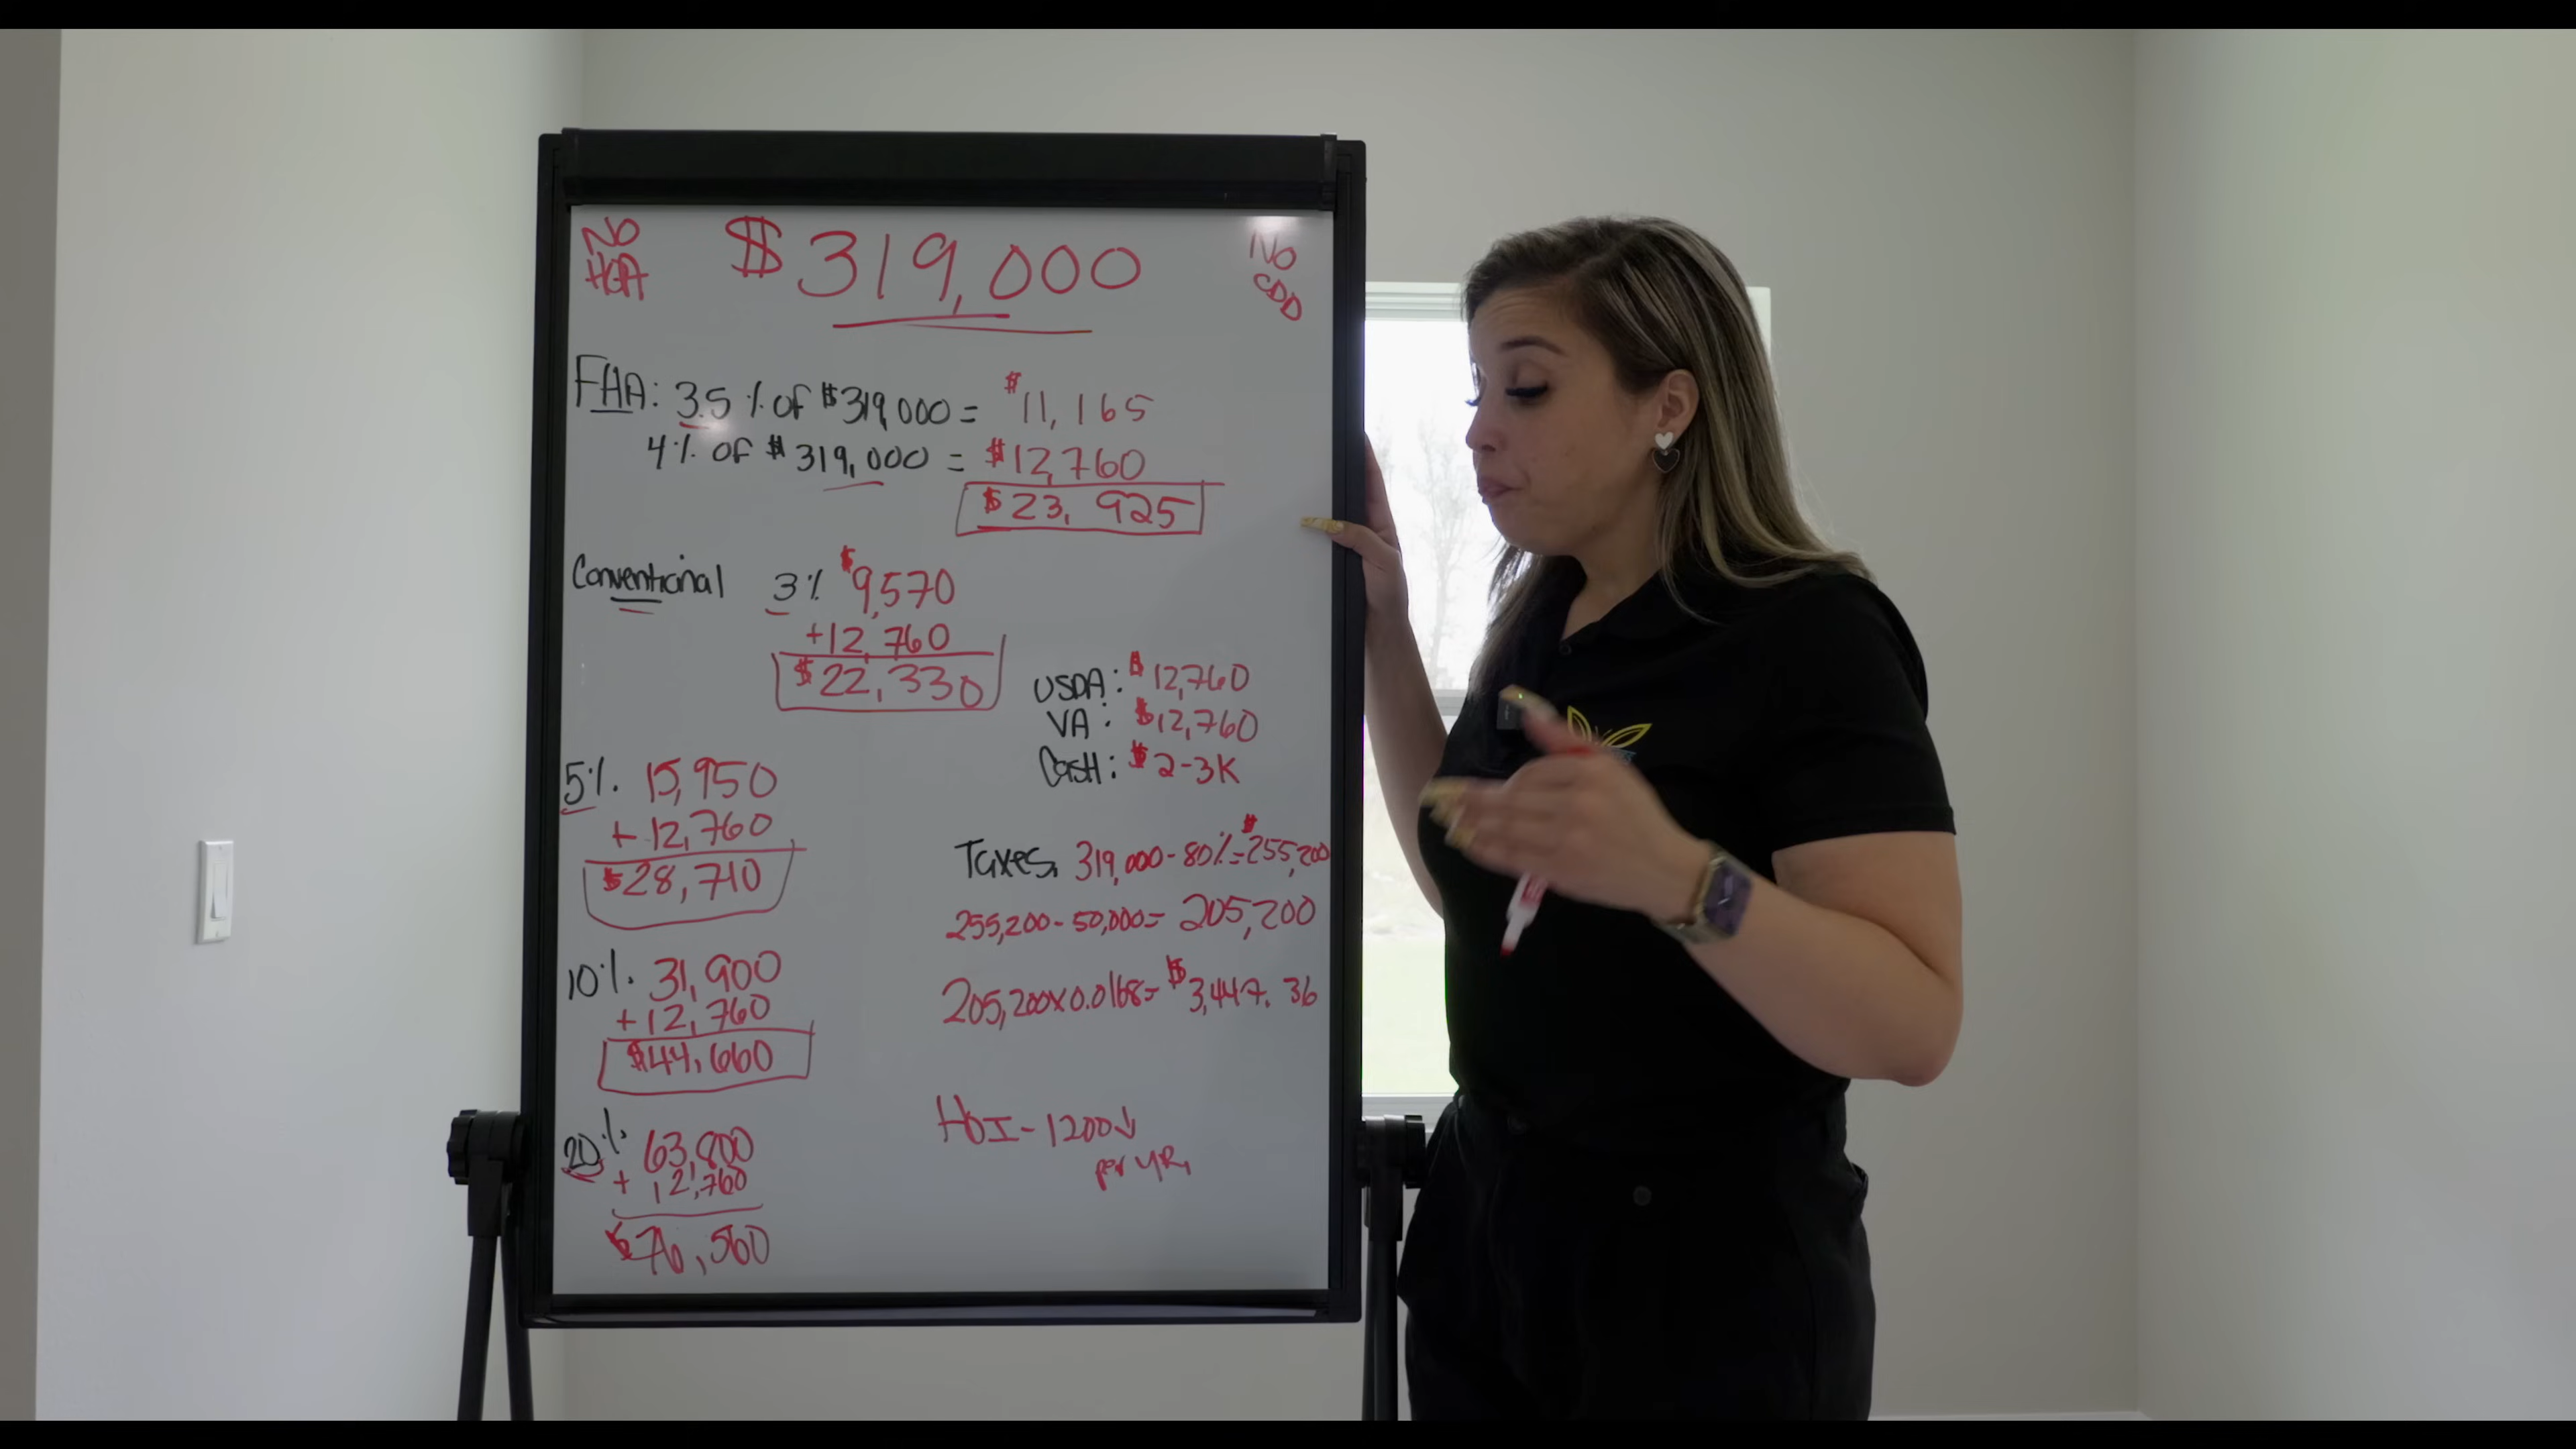 NO
HOA
$319,000
NO
CDD
FHA: 3.5% of $319,000 = $11,165
4% of $319,000 = $12,760
$23,925
Conventional 3% $9,570
+12,760
$22,330
USDA: $12,760
VA: $12,760
Cash: $2-3K
5%. 15,950
+ 12,760
$28,710
10%. 31,900
+ 12,760
$44,660
20% 63,800
+ 12,760
$76,560
Taxes. 319,000 - 80% = $255,200
255,200 - 50,000 = 205,200
205,200 x 0.0168 = $3,447.36
HOI - 1200↓
per yr.